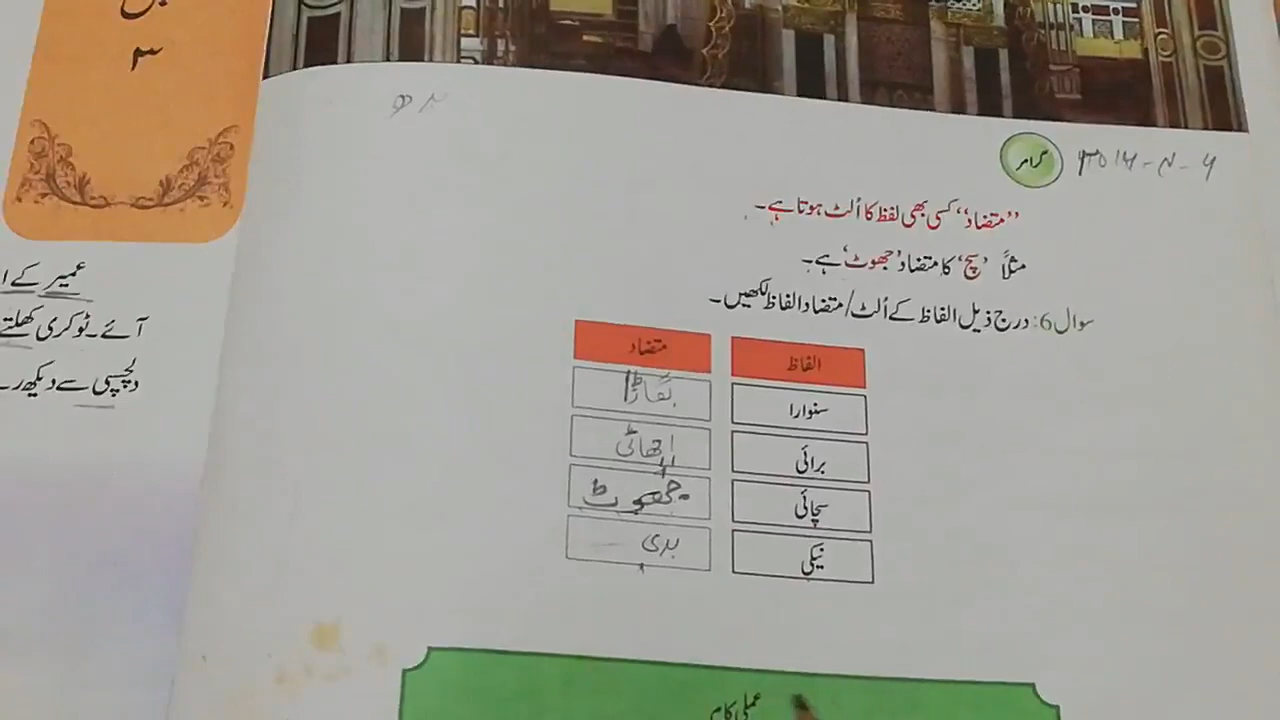 ۳
گرامر
”متضاد“ کسی بھی لفظ کا اُلٹ ہوتا ہے۔
مثلاً ’سچ‘ کا متضاد ’جھوٹ‘ ہے۔
سوال 6: درج ذیل الفاظ کے اُلٹ/متضاد الفاظ لکھیں۔
الفاظ متضاد
سنوارا بگاڑا
برائی اچھائی
سچائی جھوٹ
نیکی بدی
عملی کام
عمیر کے
آئے۔ ٹوکری کھلتے
دلچسپی سے دیکھ